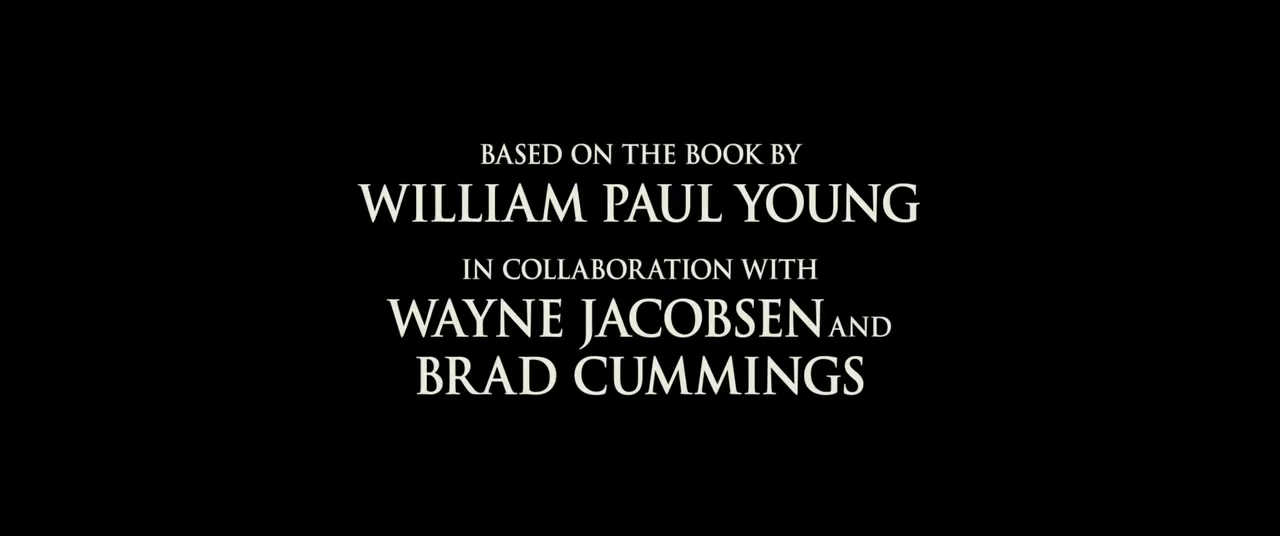 BASED ON THE BOOK BY
WILLIAM PAUL YOUNG
IN COLLABORATION WITH
WAYNE JACOBSEN AND
BRAD CUMMINGS